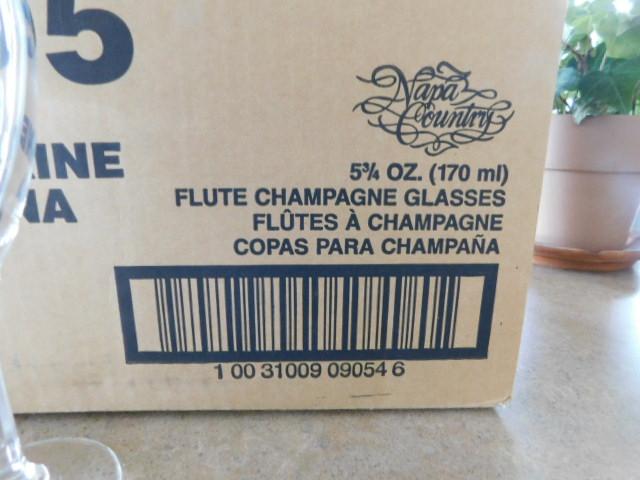 5
INE
NA
Napa
Country
5¾ OZ. (170 ml)
FLUTE CHAMPAGNE GLASSES
FLÛTES À CHAMPAGNE
COPAS PARA CHAMPAÑA
1 00 31009 09054 6